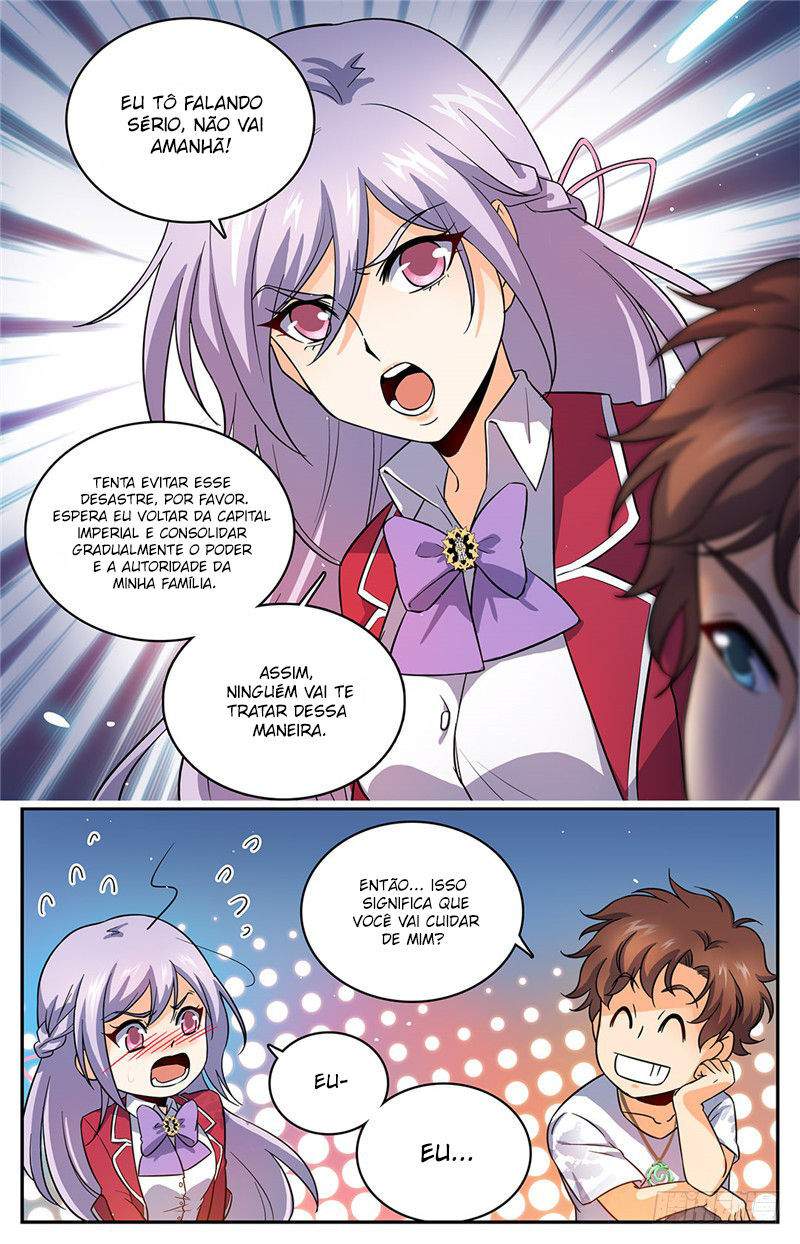 EU TÔ FALANDO
SÉRIO, NÃO VAI
AMANHÃ!
TENTA EVITAR ESSE
DESASTRE, POR FAVOR.
ESPERA EU VOLTAR DA CAPITAL
IMPERIAL E CONSOLIDAR
GRADUALMENTE O PODER
E A AUTORIDADE DA
MINHA FAMÍLIA.
ASSIM,
NINGUÉM VAI TE
TRATAR DESSA
MANEIRA.
ENTÃO... ISSO
SIGNIFICA QUE
VOCÊ VAI CUIDAR
DE MIM?
EU-
EU...